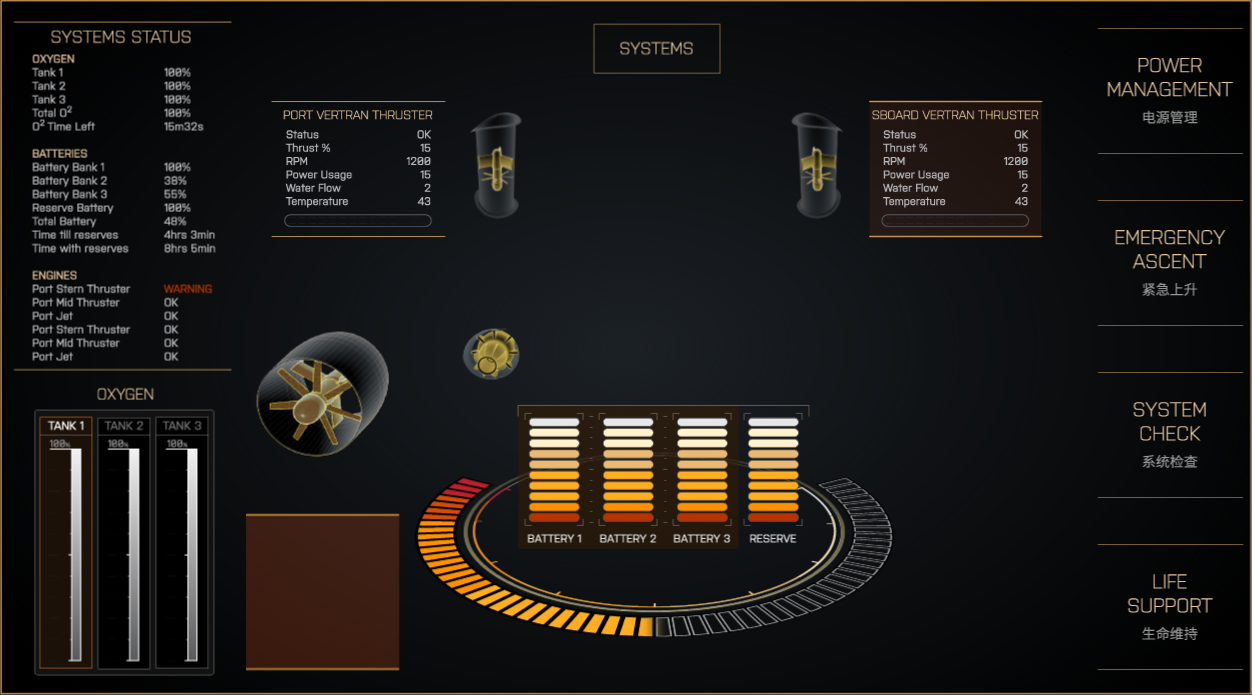 SYSTEMS STATUS
OXYGEN
Tank 1 100%
Tank 2 100%
Tank 3 100%
Total O² 100%
O² Time Left 15m32s
BATTERIES
Battery Bank 1 100%
Battery Bank 2 38%
Battery Bank 3 55%
Reserve Battery 100%
Total Battery 48%
Time till reserves 4hrs 3min
Time with reserves 8hrs 5min
ENGINES
Port Stern Thruster WARNING
Port Mid Thruster OK
Port Jet OK
Port Stern Thruster OK
Port Mid Thruster OK
Port Jet OK
OXYGEN
TANK 1 TANK 2 TANK 3
100% 100% 100%
SYSTEMS
PORT VERTRAN THRUSTER
Status OK
Thrust % 15
RPM 1200
Power Usage 15
Water Flow 2
Temperature 43
SBOARD VERTRAN THRUSTER
Status OK
Thrust % 15
RPM 1200
Power Usage 15
Water Flow 2
Temperature 43
BATTERY 1 BATTERY 2 BATTERY 3 RESERVE
POWER
MANAGEMENT
电源管理
EMERGENCY
ASCENT
紧急上升
SYSTEM
CHECK
系统检查
LIFE
SUPPORT
生命维持